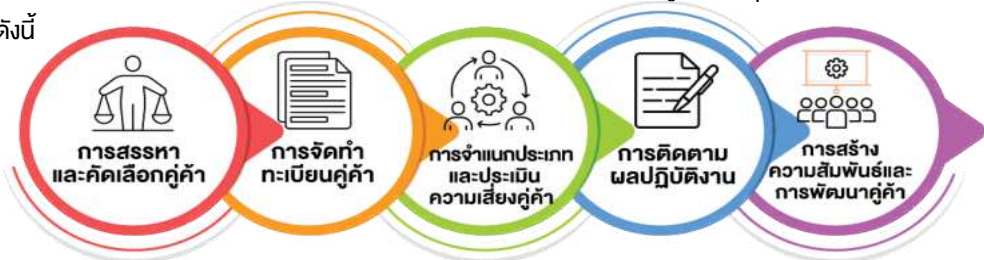 ดังนี้
การสรรหา
และคัดเลือกคู่ค้า
การจัดทำ
ทะเบียนคู่ค้า
การจำแนกประเภท
และประเมิน
ความเสี่ยงคู่ค้า
การติดตาม
ผลปฏิบัติงาน
การสร้าง
ความสัมพันธ์และ
การพัฒนาคู่ค้า